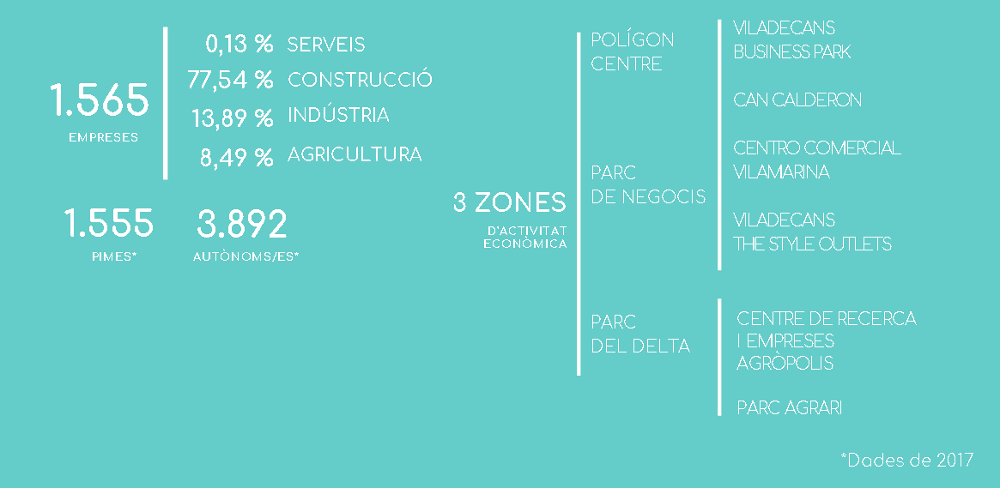 1.565
EMPRESES
0,13 % SERVEIS
77,54 % CONSTRUCCIÓ
13,89 % INDÚSTRIA
8,49 % AGRICULTURA
1.555
PIMES*
3.892
AUTÒNOMS/ES*
3 ZONES
D'ACTIVITAT
ECONÒMICA
POLÍGON
CENTRE
PARC
DE NEGOCIS
VILADECANS
BUSINESS PARK
CAN CALDERON
CENTRO COMERCIAL
VILAMARINA
VILADECANS
THE STYLE OUTLETS
PARC
DEL DELTA
CENTRE DE RECERCA
I EMPRESES
AGRÒPOLIS
PARC AGRARI
*Dades de 2017